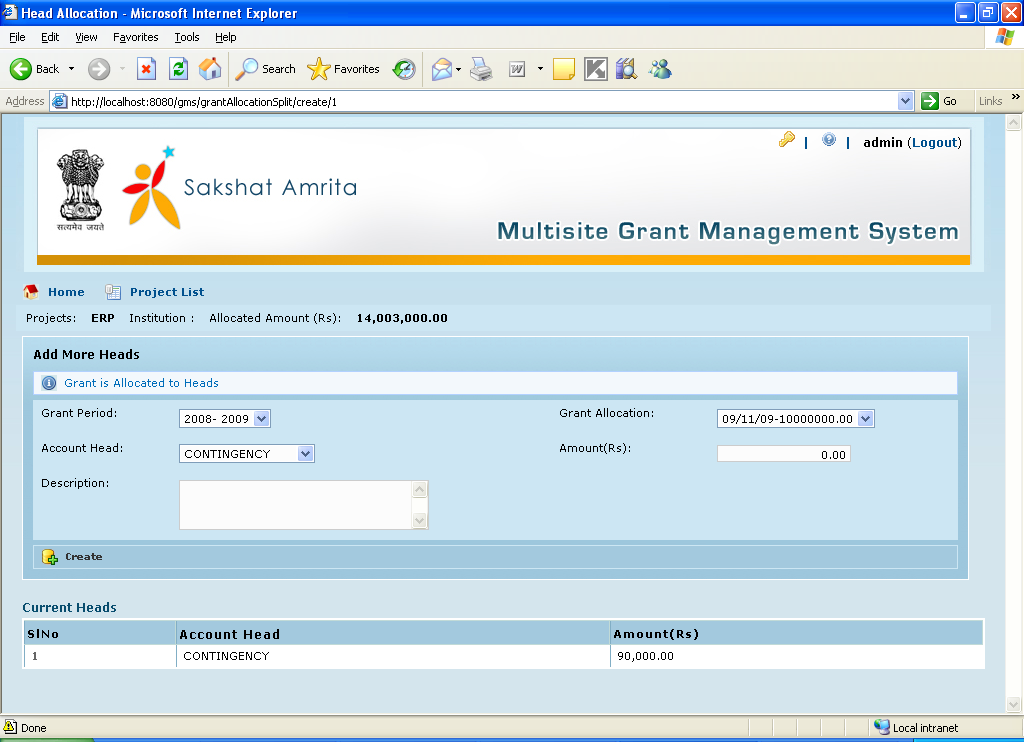 Head Allocation - Microsoft Internet Explorer
File Edit View Favorites Tools Help
Back Search Favorites
Address http://localhost:8080/gms/grantAllocationSplit/create/1 Go Links »
| | admin (Logout)
सत्यमेव जयते
Sakshat Amrita
Multisite Grant Management System
Home Project List
Projects: ERP Institution : Allocated Amount (Rs): 14,003,000.00
Add More Heads
Grant is Allocated to Heads
Grant Period: 2008- 2009 Grant Allocation: 09/11/09-10000000.00
Account Head: CONTINGENCY Amount(Rs): 0.00
Description:
Create
Current Heads
SlNo Account Head Amount(Rs)
1 CONTINGENCY 90,000.00
Done Local intranet